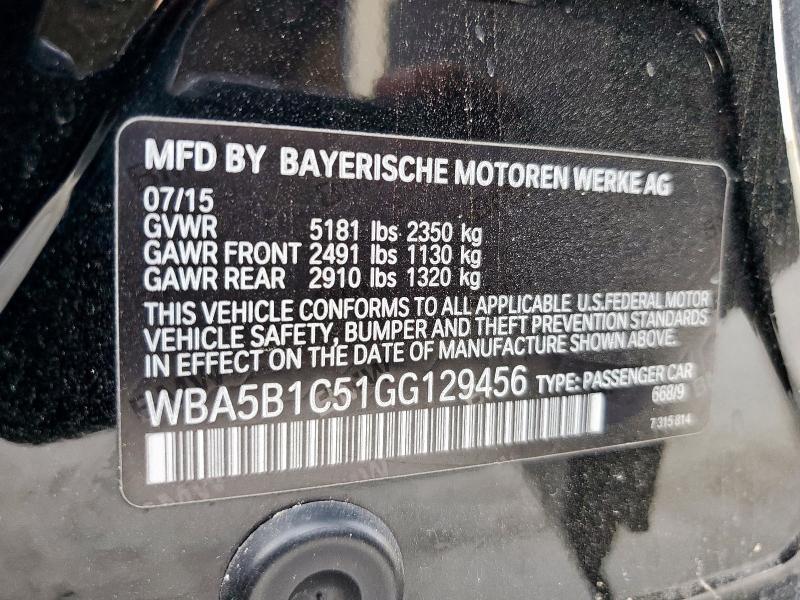 MFD BY BAYERISCHE MOTOREN WERKE AG
07/15
GVWR 5181 lbs 2350 kg
GAWR FRONT 2491 lbs 1130 kg
GAWR REAR 2910 lbs 1320 kg
THIS VEHICLE CONFORMS TO ALL APPLICABLE U.S.FEDERAL MOTOR
VEHICLE SAFETY, BUMPER AND THEFT PREVENTION STANDARDS
IN EFFECT ON THE DATE OF MANUFACTURE SHOWN ABOVE.
WBA5B1C51GG129456 TYPE: PASSENGER CAR
668/9
7 315 814